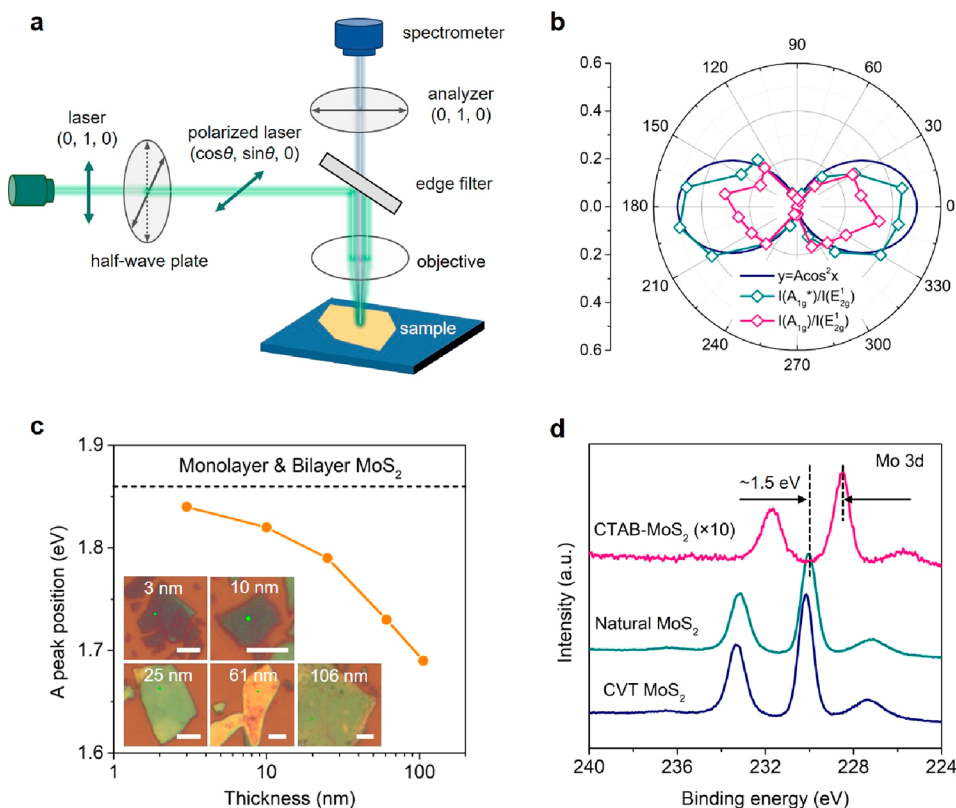 a
spectrometer
analyzer
(0, 1, 0)
laser
(0, 1, 0)
polarized laser
(cosθ, sinθ, 0)
edge filter
half-wave plate
objective
sample
b
90
120
60
150
30
180
0
210
330
240
300
270
0.6
0.4
0.2
0.0
0.2
0.4
0.6
y=Acos²x
I(A₁g*)/I(E¹₂g)
I(A₁g)/I(E¹₂g)
c
Monolayer & Bilayer MoS₂
A peak position (eV)
1.9
1.8
1.7
1.6
3 nm
10 nm
25 nm
61 nm
106 nm
1
10
100
Thickness (nm)
d
Mo 3d
~1.5 eV
CTAB-MoS₂ (×10)
Natural MoS₂
CVT MoS₂
Intensity (a.u.)
240
236
232
228
224
Binding energy (eV)